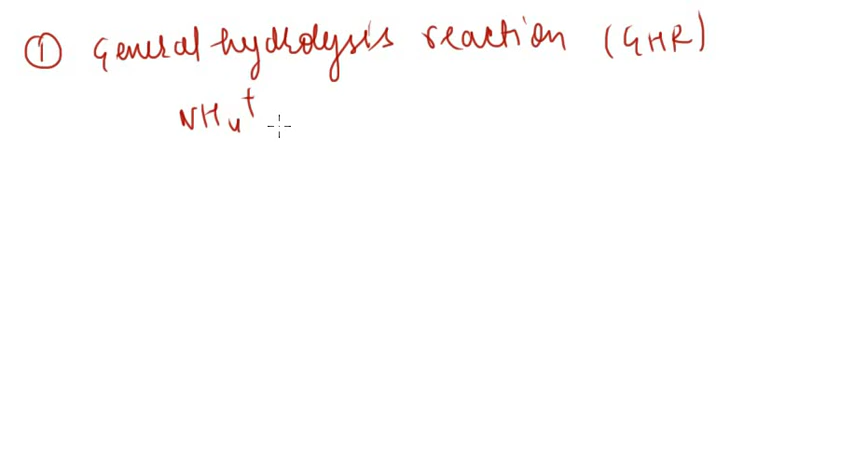 ① General hydrolysis reaction (GHR)
NH₄⁺